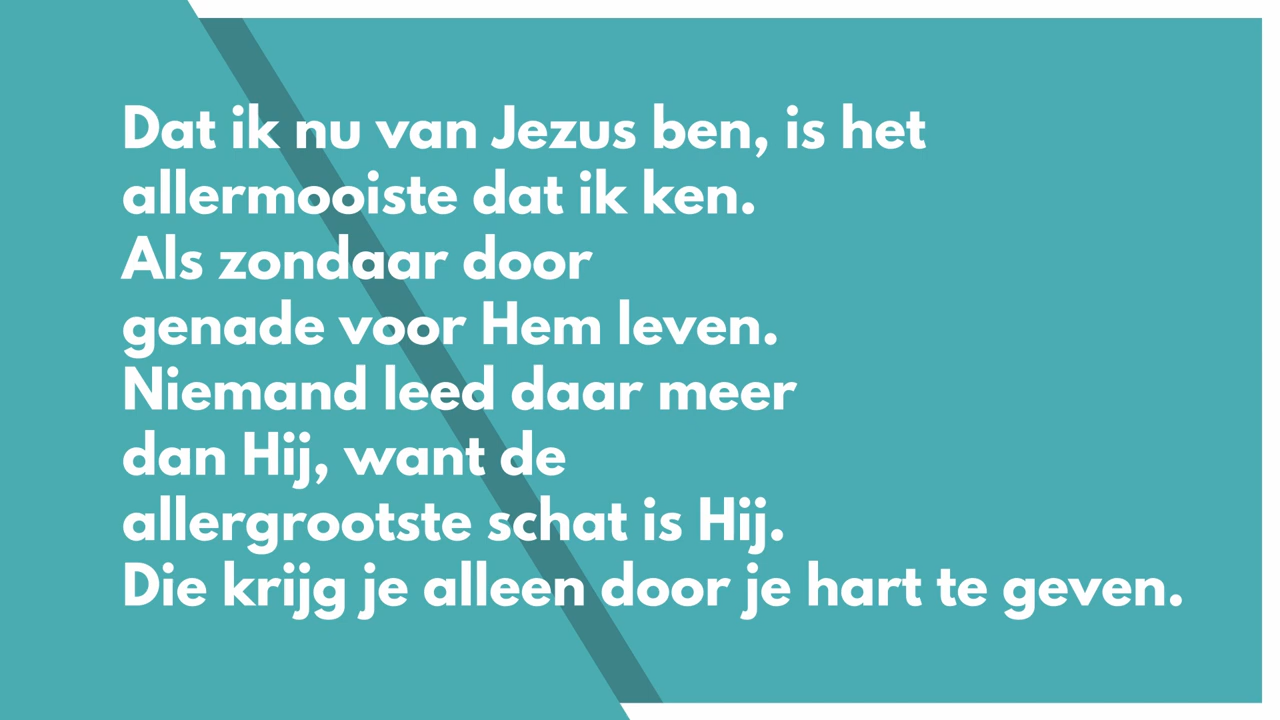 Dat ik nu van Jezus ben, is het
allermooiste dat ik ken.
Als zondaar door
genade voor Hem leven.
Niemand leed daar meer
dan Hij, want de
allergrootste schat is Hij.
Die krijg je alleen door je hart te geven.